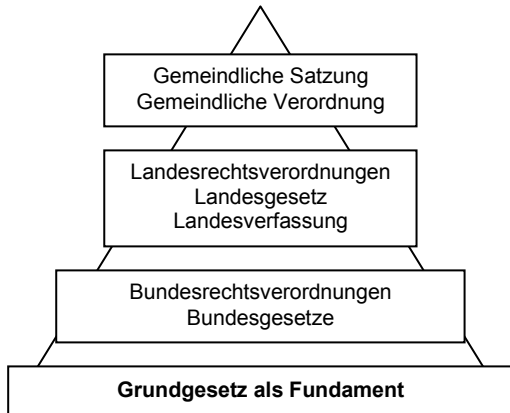 Gemeindliche Satzung
Gemeindliche Verordnung
Landesrechtsverordnungen
Landesgesetz
Landesverfassung
Bundesrechtsverordnungen
Bundesgesetze
Grundgesetz als Fundament